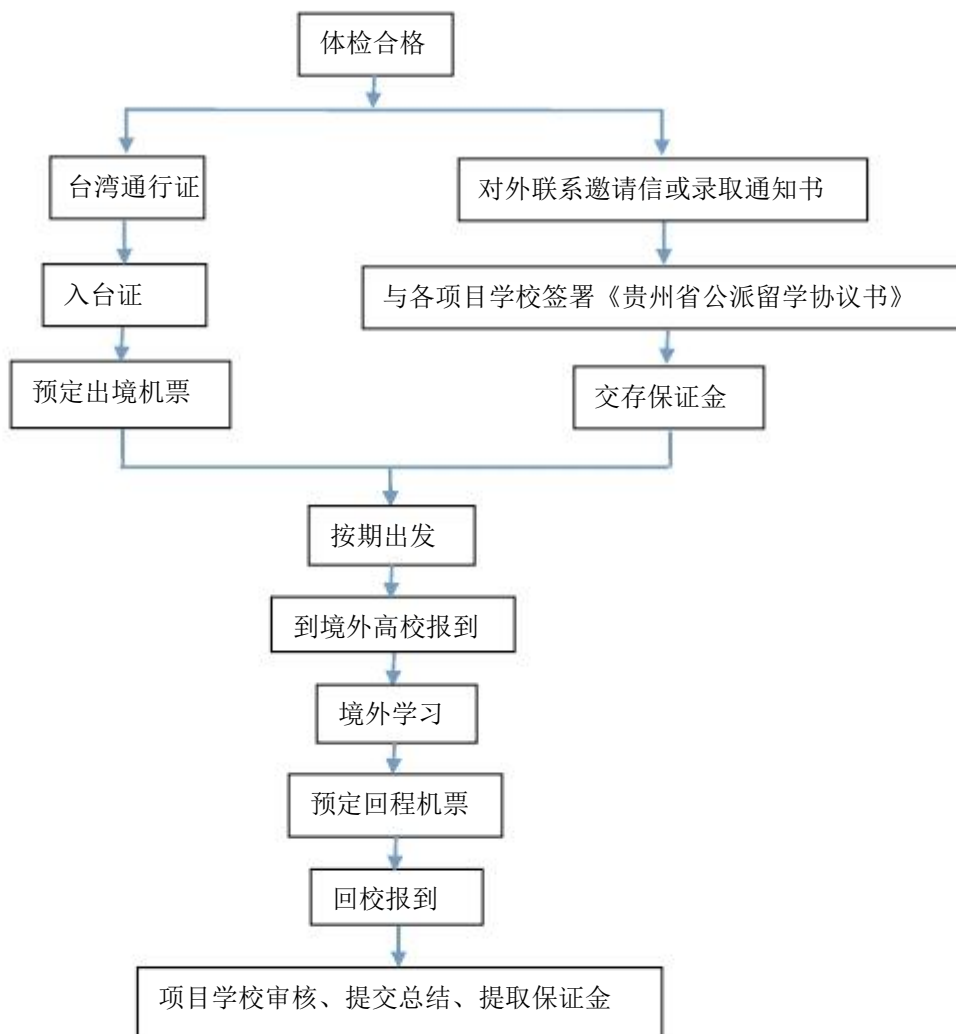 体检合格
台湾通行证
对外联系邀请信或录取通知书
入台证
与各项目学校签署《贵州省公派留学协议书》
预定出境机票
交存保证金
按期出发
到境外高校报到
境外学习
预定回程机票
回校报到
项目学校审核、提交总结、提取保证金